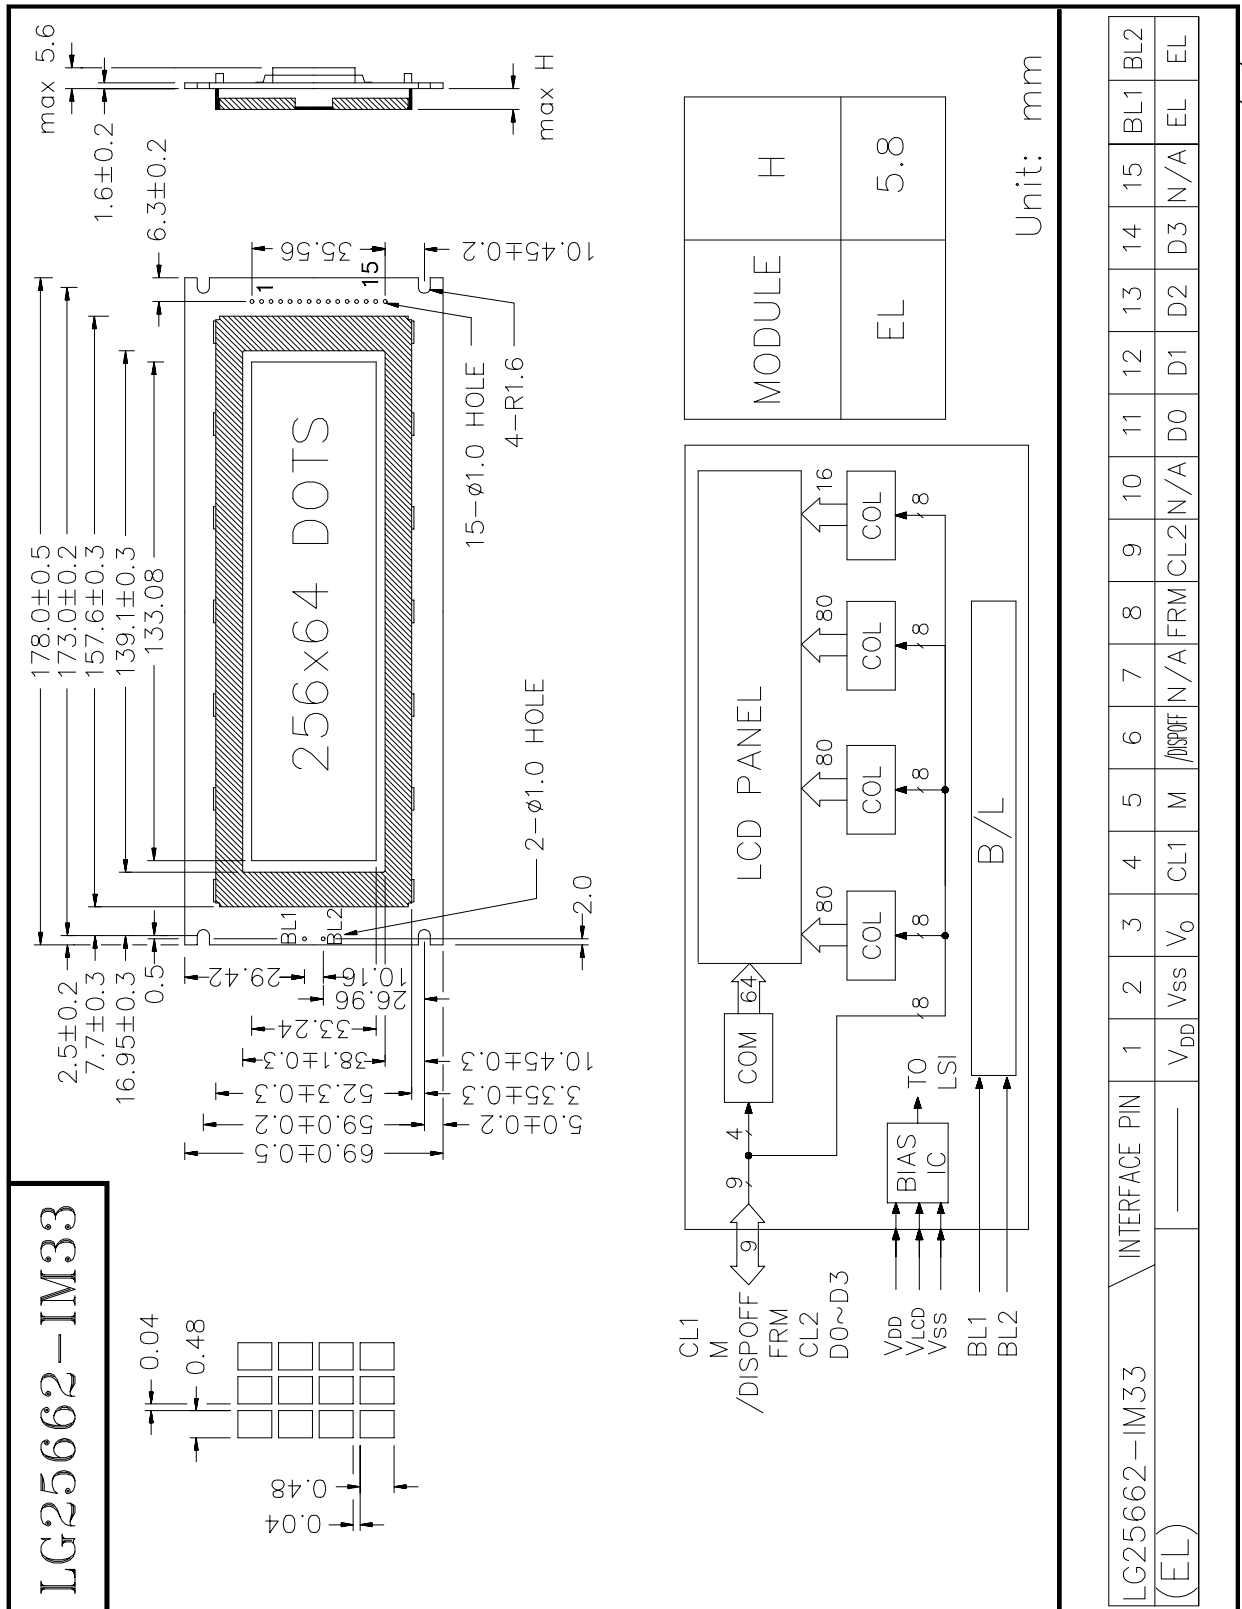 LG25662-IM33
178.0±0.5
173.0±0.2
157.6±0.3
139.1±0.3
133.08
2.5±0.2
7.7±0.3
16.95±0.3
0.5
6.3±0.2
1.6±0.2
max 5.6
max H
256x64 DOTS
BL1
BL2
1
15
29.42
10.16
26.96
33.24
38.1±0.3
52.3±0.3
59.0±0.2
69.0±0.5
10.45±0.3
3.35±0.3
5.0±0.2
2.0
35.56
10.45±0.2
2-ø1.0 HOLE
15-ø1.0 HOLE
4-R1.6
0.04
0.48
0.48
0.04
CL1
M
/DISPOFF
FRM
CL2
D0~D3
9
9
4
COM
64
LCD PANEL
80
80
80
16
COL
COL
COL
COL
8
8
8
8
8
VDD
VLCD
VSS
BIAS IC
TO LSI
BL1
BL2
B/L
MODULE H
EL 5.8
Unit: mm
LG25662-IM33 INTERFACE PIN 1 2 3 4 5 6 7 8 9 10 11 12 13 14 15 BL1 BL2
(EL) VDD Vss V0 CL1 M /DISPOFF N/A FRM CL2 N/A D0 D1 D2 D3 N/A EL EL